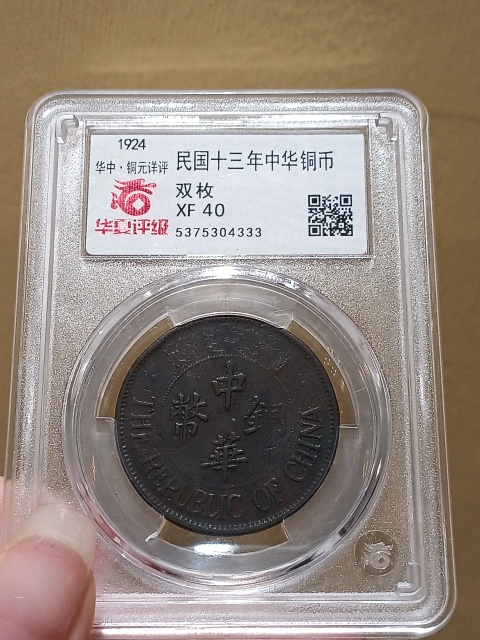 1924
华中·铜元详评
民国十三年中华铜币
双枚
XF 40
华夏评级
5375304333
中
幣 銅
華
THE REPUBLIC OF CHINA